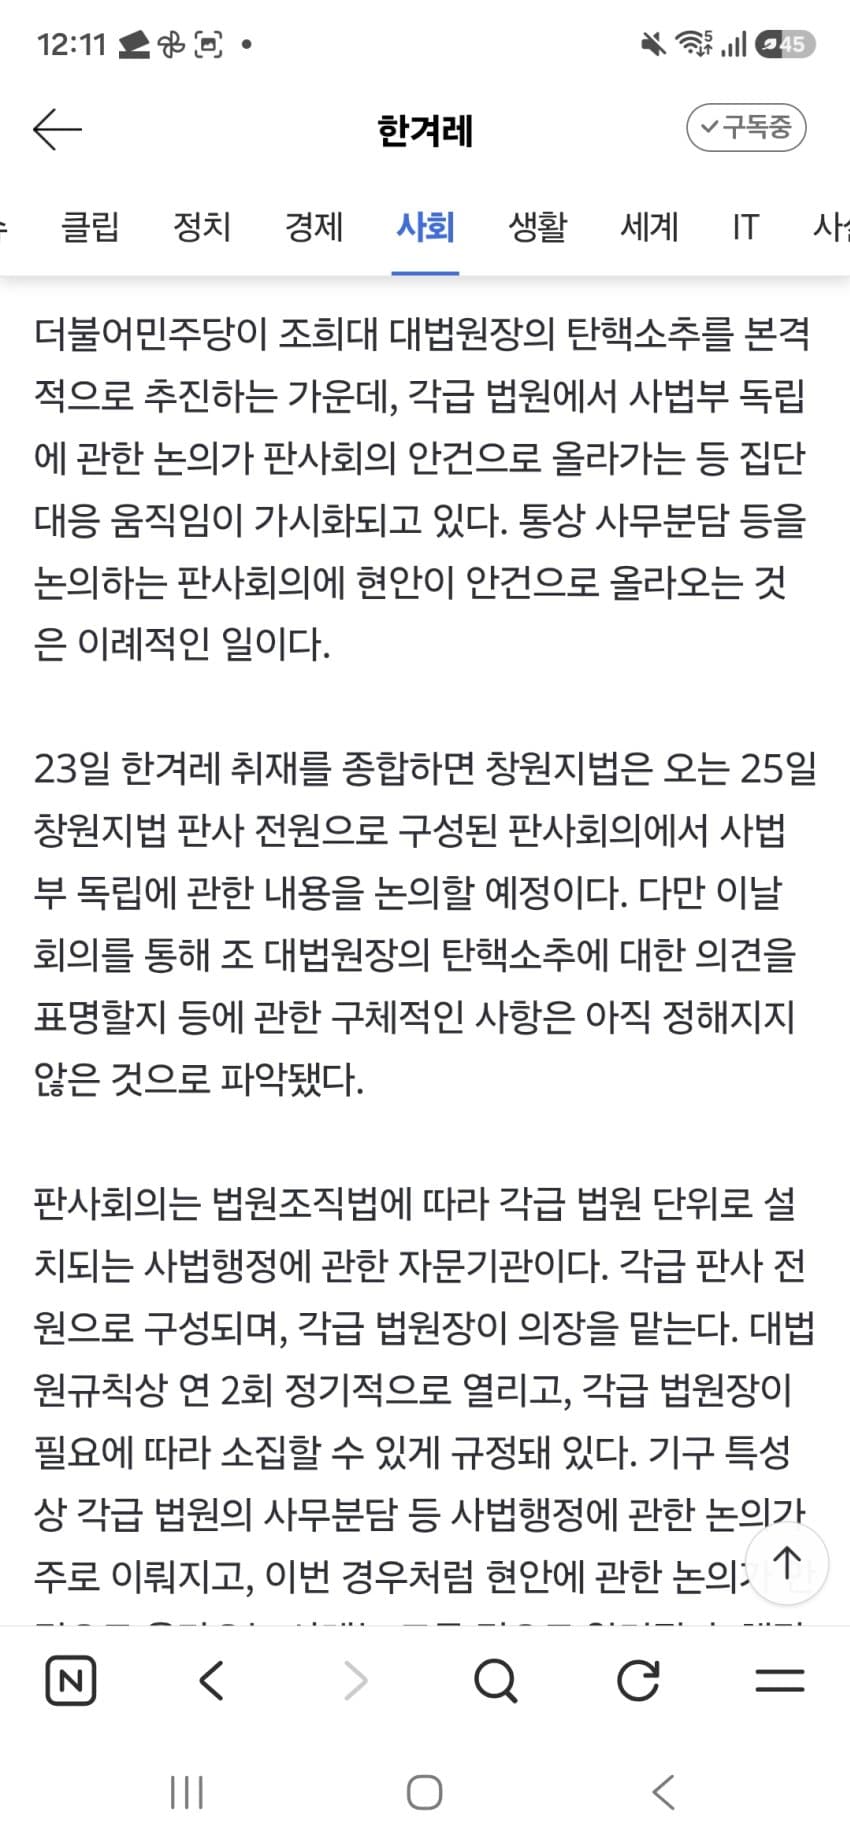 12:11
45
한겨레
구독중
클립 정치 경제 사회 생활 세계 IT
더불어민주당이 조희대 대법원장의 탄핵소추를 본격
적으로 추진하는 가운데, 각급 법원에서 사법부 독립
에 관한 논의가 판사회의 안건으로 올라가는 등 집단
대응 움직임이 가시화되고 있다. 통상 사무분담 등을
논의하는 판사회의에 현안이 안건으로 올라오는 것
은 이례적인 일이다.
23일 한겨레 취재를 종합하면 창원지법은 오는 25일
창원지법 판사 전원으로 구성된 판사회의에서 사법
부 독립에 관한 내용을 논의할 예정이다. 다만 이날
회의를 통해 조 대법원장의 탄핵소추에 대한 의견을
표명할지 등에 관한 구체적인 사항은 아직 정해지지
않은 것으로 파악됐다.
판사회의는 법원조직법에 따라 각급 법원 단위로 설
치되는 사법행정에 관한 자문기관이다. 각급 판사 전
원으로 구성되며, 각급 법원장이 의장을 맡는다. 대법
원규칙상 연 2회 정기적으로 열리고, 각급 법원장이
필요에 따라 소집할 수 있게 규정돼 있다. 기구 특성
상 각급 법원의 사무분담 등 사법행정에 관한 논의가
주로 이뤄지고, 이번 경우처럼 현안에 관한
N